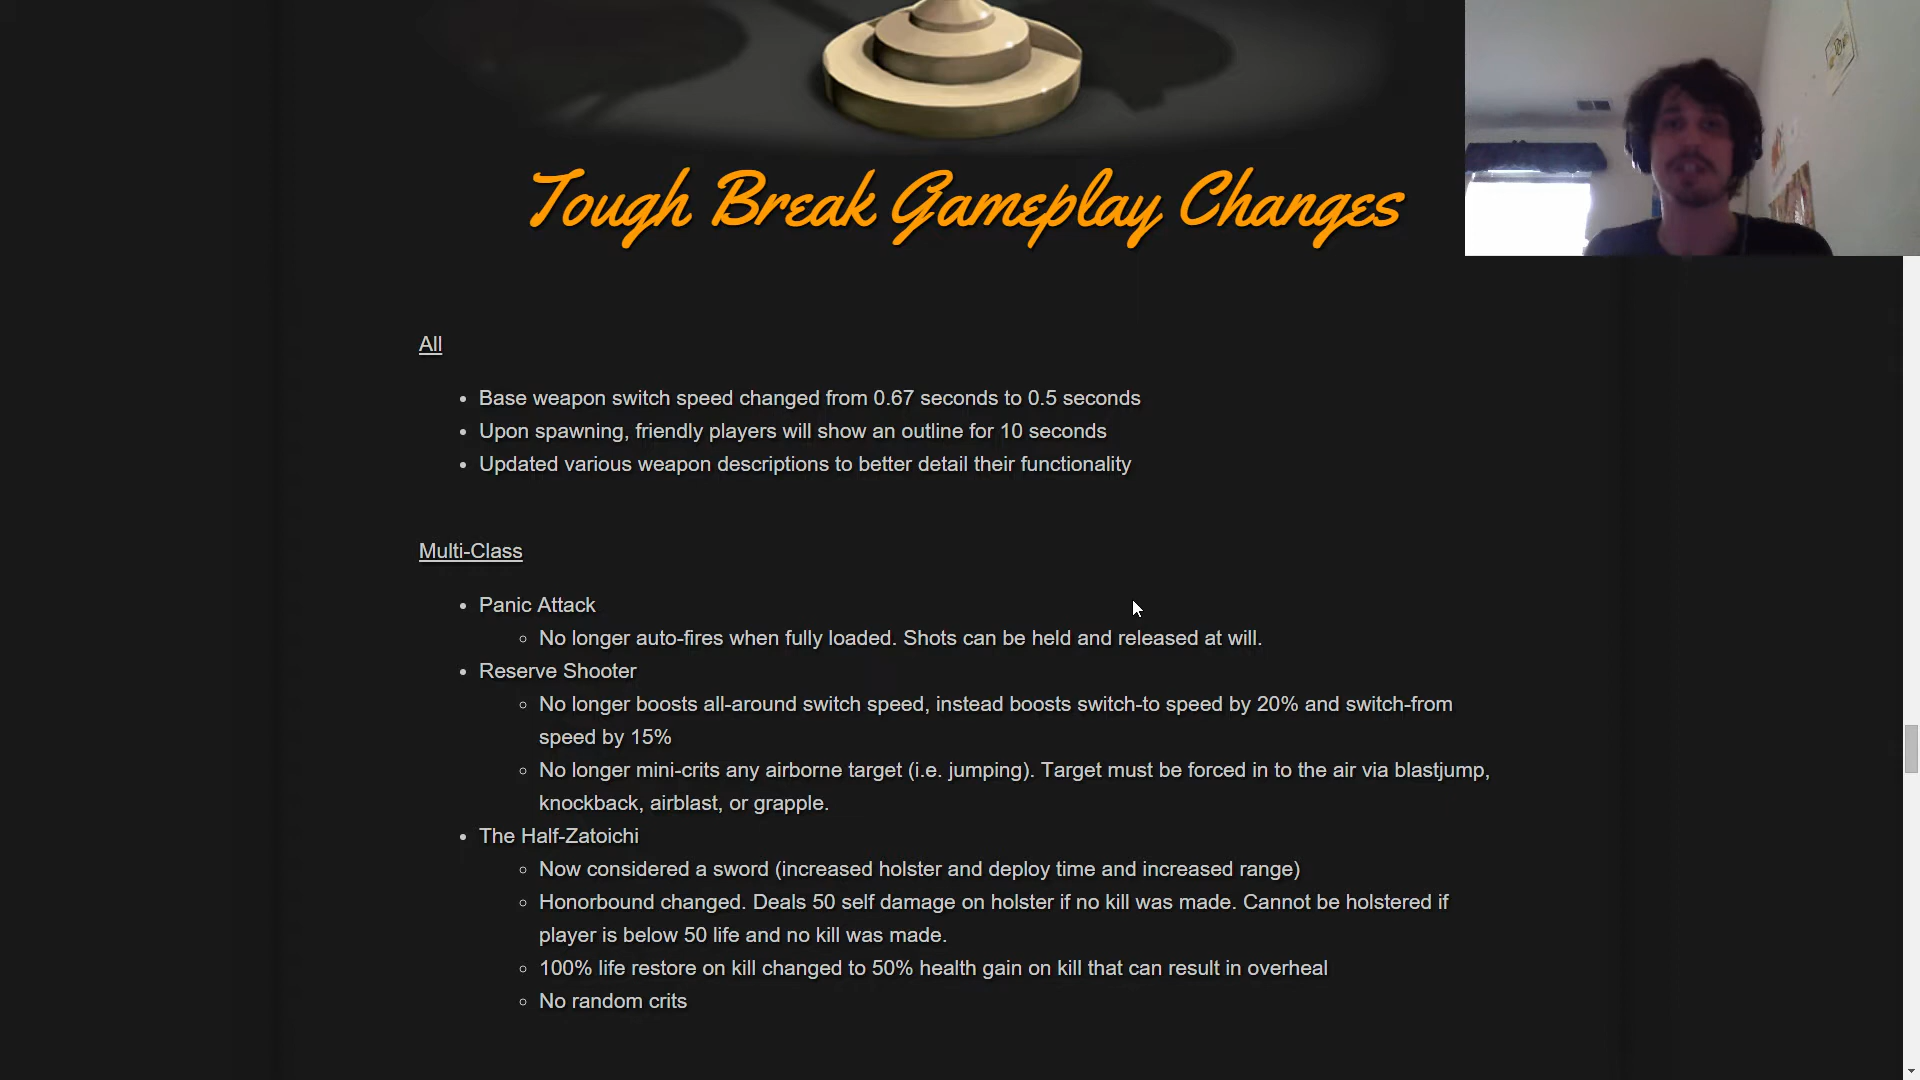 Tough Break Gameplay Changes
All
Base weapon switch speed changed from 0.67 seconds to 0.5 seconds
Upon spawning, friendly players will show an outline for 10 seconds
Updated various weapon descriptions to better detail their functionality
Multi-Class
Panic Attack
No longer auto-fires when fully loaded. Shots can be held and released at will.
Reserve Shooter
No longer boosts all-around switch speed, instead boosts switch-to speed by 20% and switch-from
speed by 15%
No longer mini-crits any airborne target (i.e. jumping). Target must be forced in to the air via blastjump,
knockback, airblast, or grapple.
The Half-Zatoichi
Now considered a sword (increased holster and deploy time and increased range)
Honorbound changed. Deals 50 self damage on holster if no kill was made. Cannot be holstered if
player is below 50 life and no kill was made.
100% life restore on kill changed to 50% health gain on kill that can result in overheal
No random crits